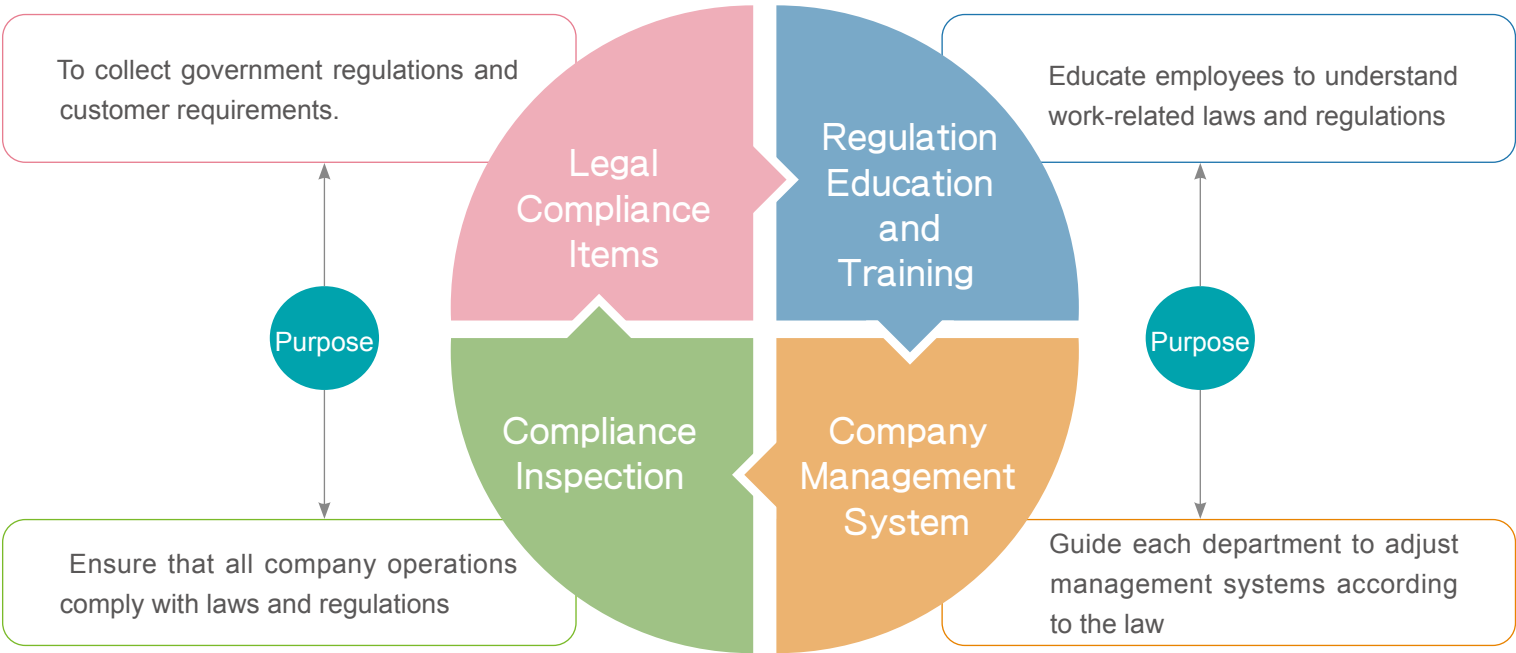 To collect government regulations and
customer requirements.
Legal
Compliance
Items
Regulation
Education
and
Training
Educate employees to understand
work-related laws and regulations
Purpose
Purpose
Ensure that all company operations
comply with laws and regulations
Compliance
Inspection
Company
Management
System
Guide each department to adjust
management systems according
to the law